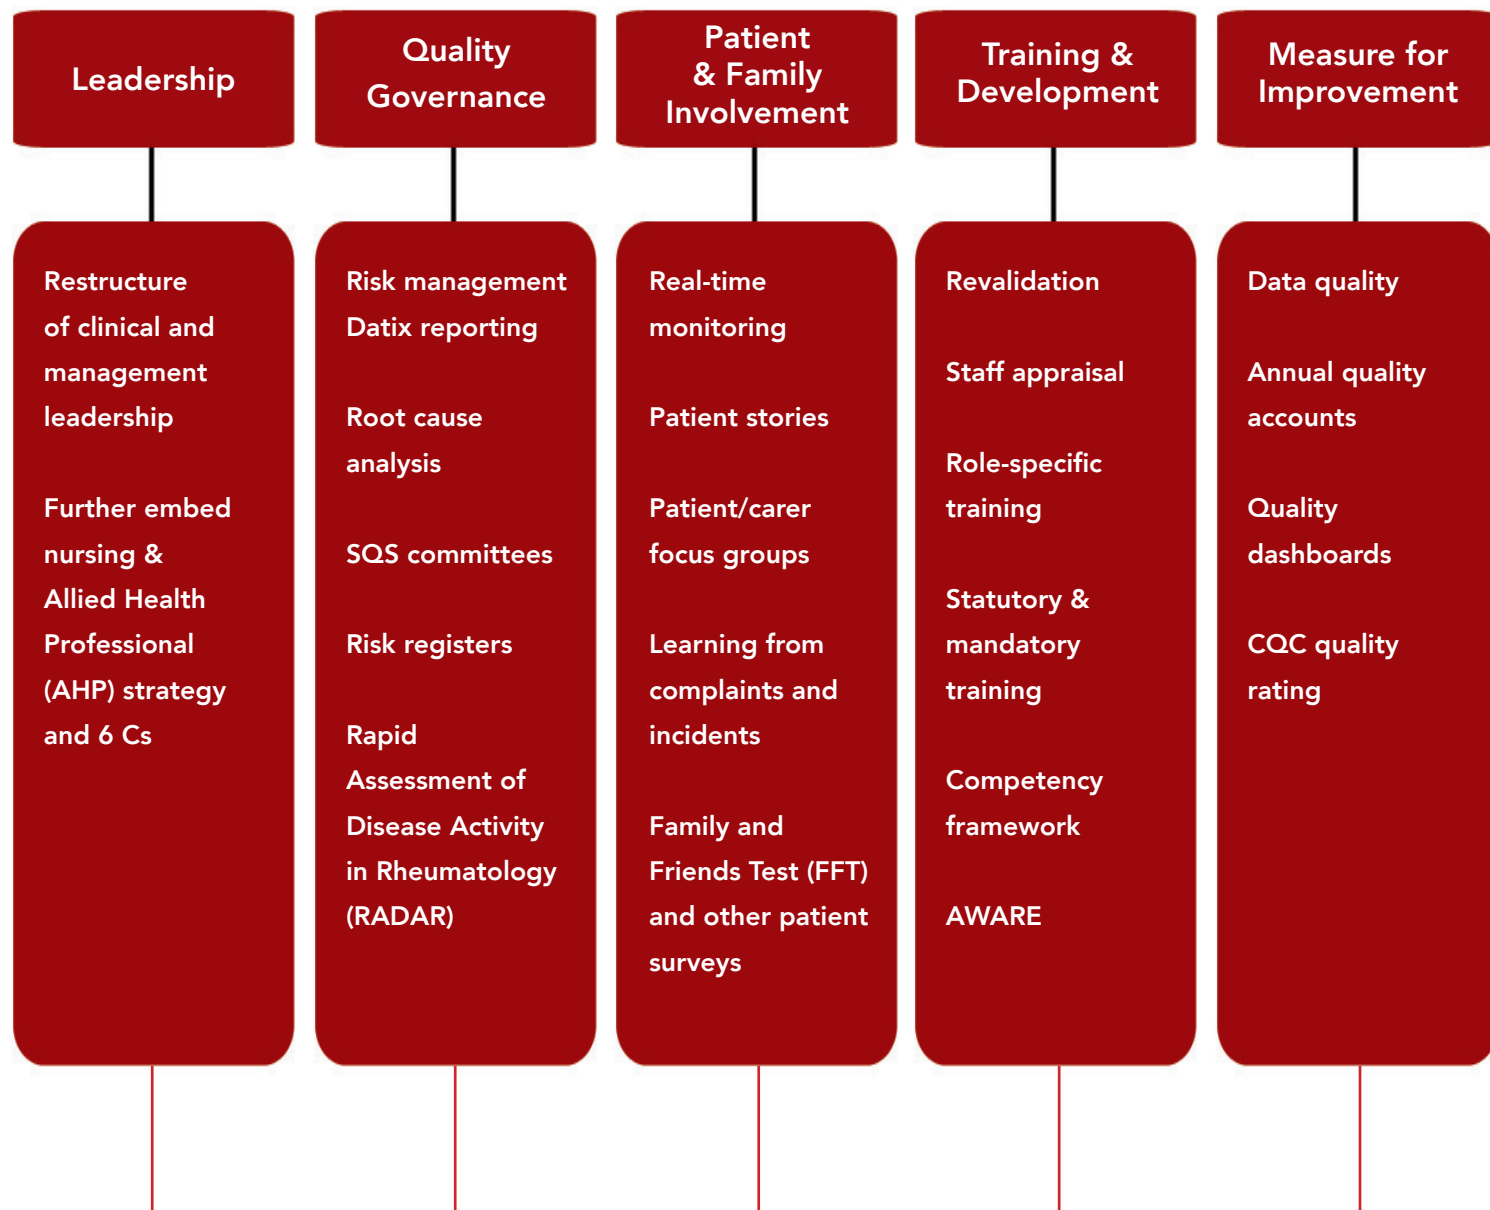 Leadership
Quality
Governance
Patient
& Family
Involvement
Training &
Development
Measure for
Improvement
Restructure
of clinical and
management
leadership
Further embed
nursing &
Allied Health
Professional
(AHP) strategy
and 6 Cs
Risk management
Datix reporting
Root cause
analysis
SQS committees
Risk registers
Rapid
Assessment of
Disease Activity
in Rheumatology
(RADAR)
Real-time
monitoring
Patient stories
Patient/carer
focus groups
Learning from
complaints and
incidents
Family and
Friends Test (FFT)
and other patient
surveys
Revalidation
Staff appraisal
Role-specific
training
Statutory &
mandatory
training
Competency
framework
AWARE
Data quality
Annual quality
accounts
Quality
dashboards
CQC quality
rating